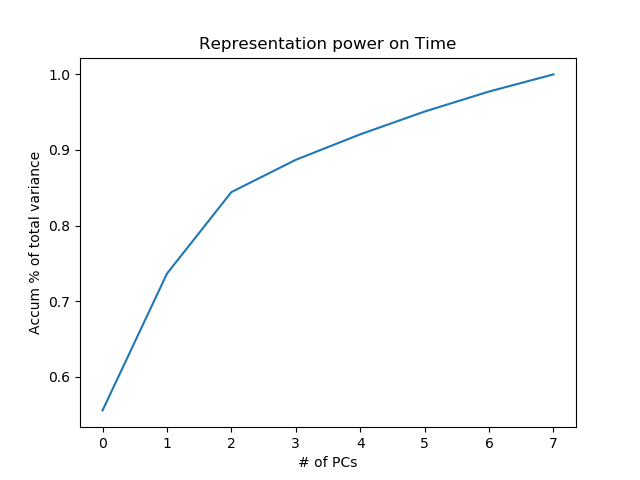 Representation power on Time
1.0
0.9
0.8
0.7
0.6
Accum % of total variance
0 1 2 3 4 5 6 7
# of PCs